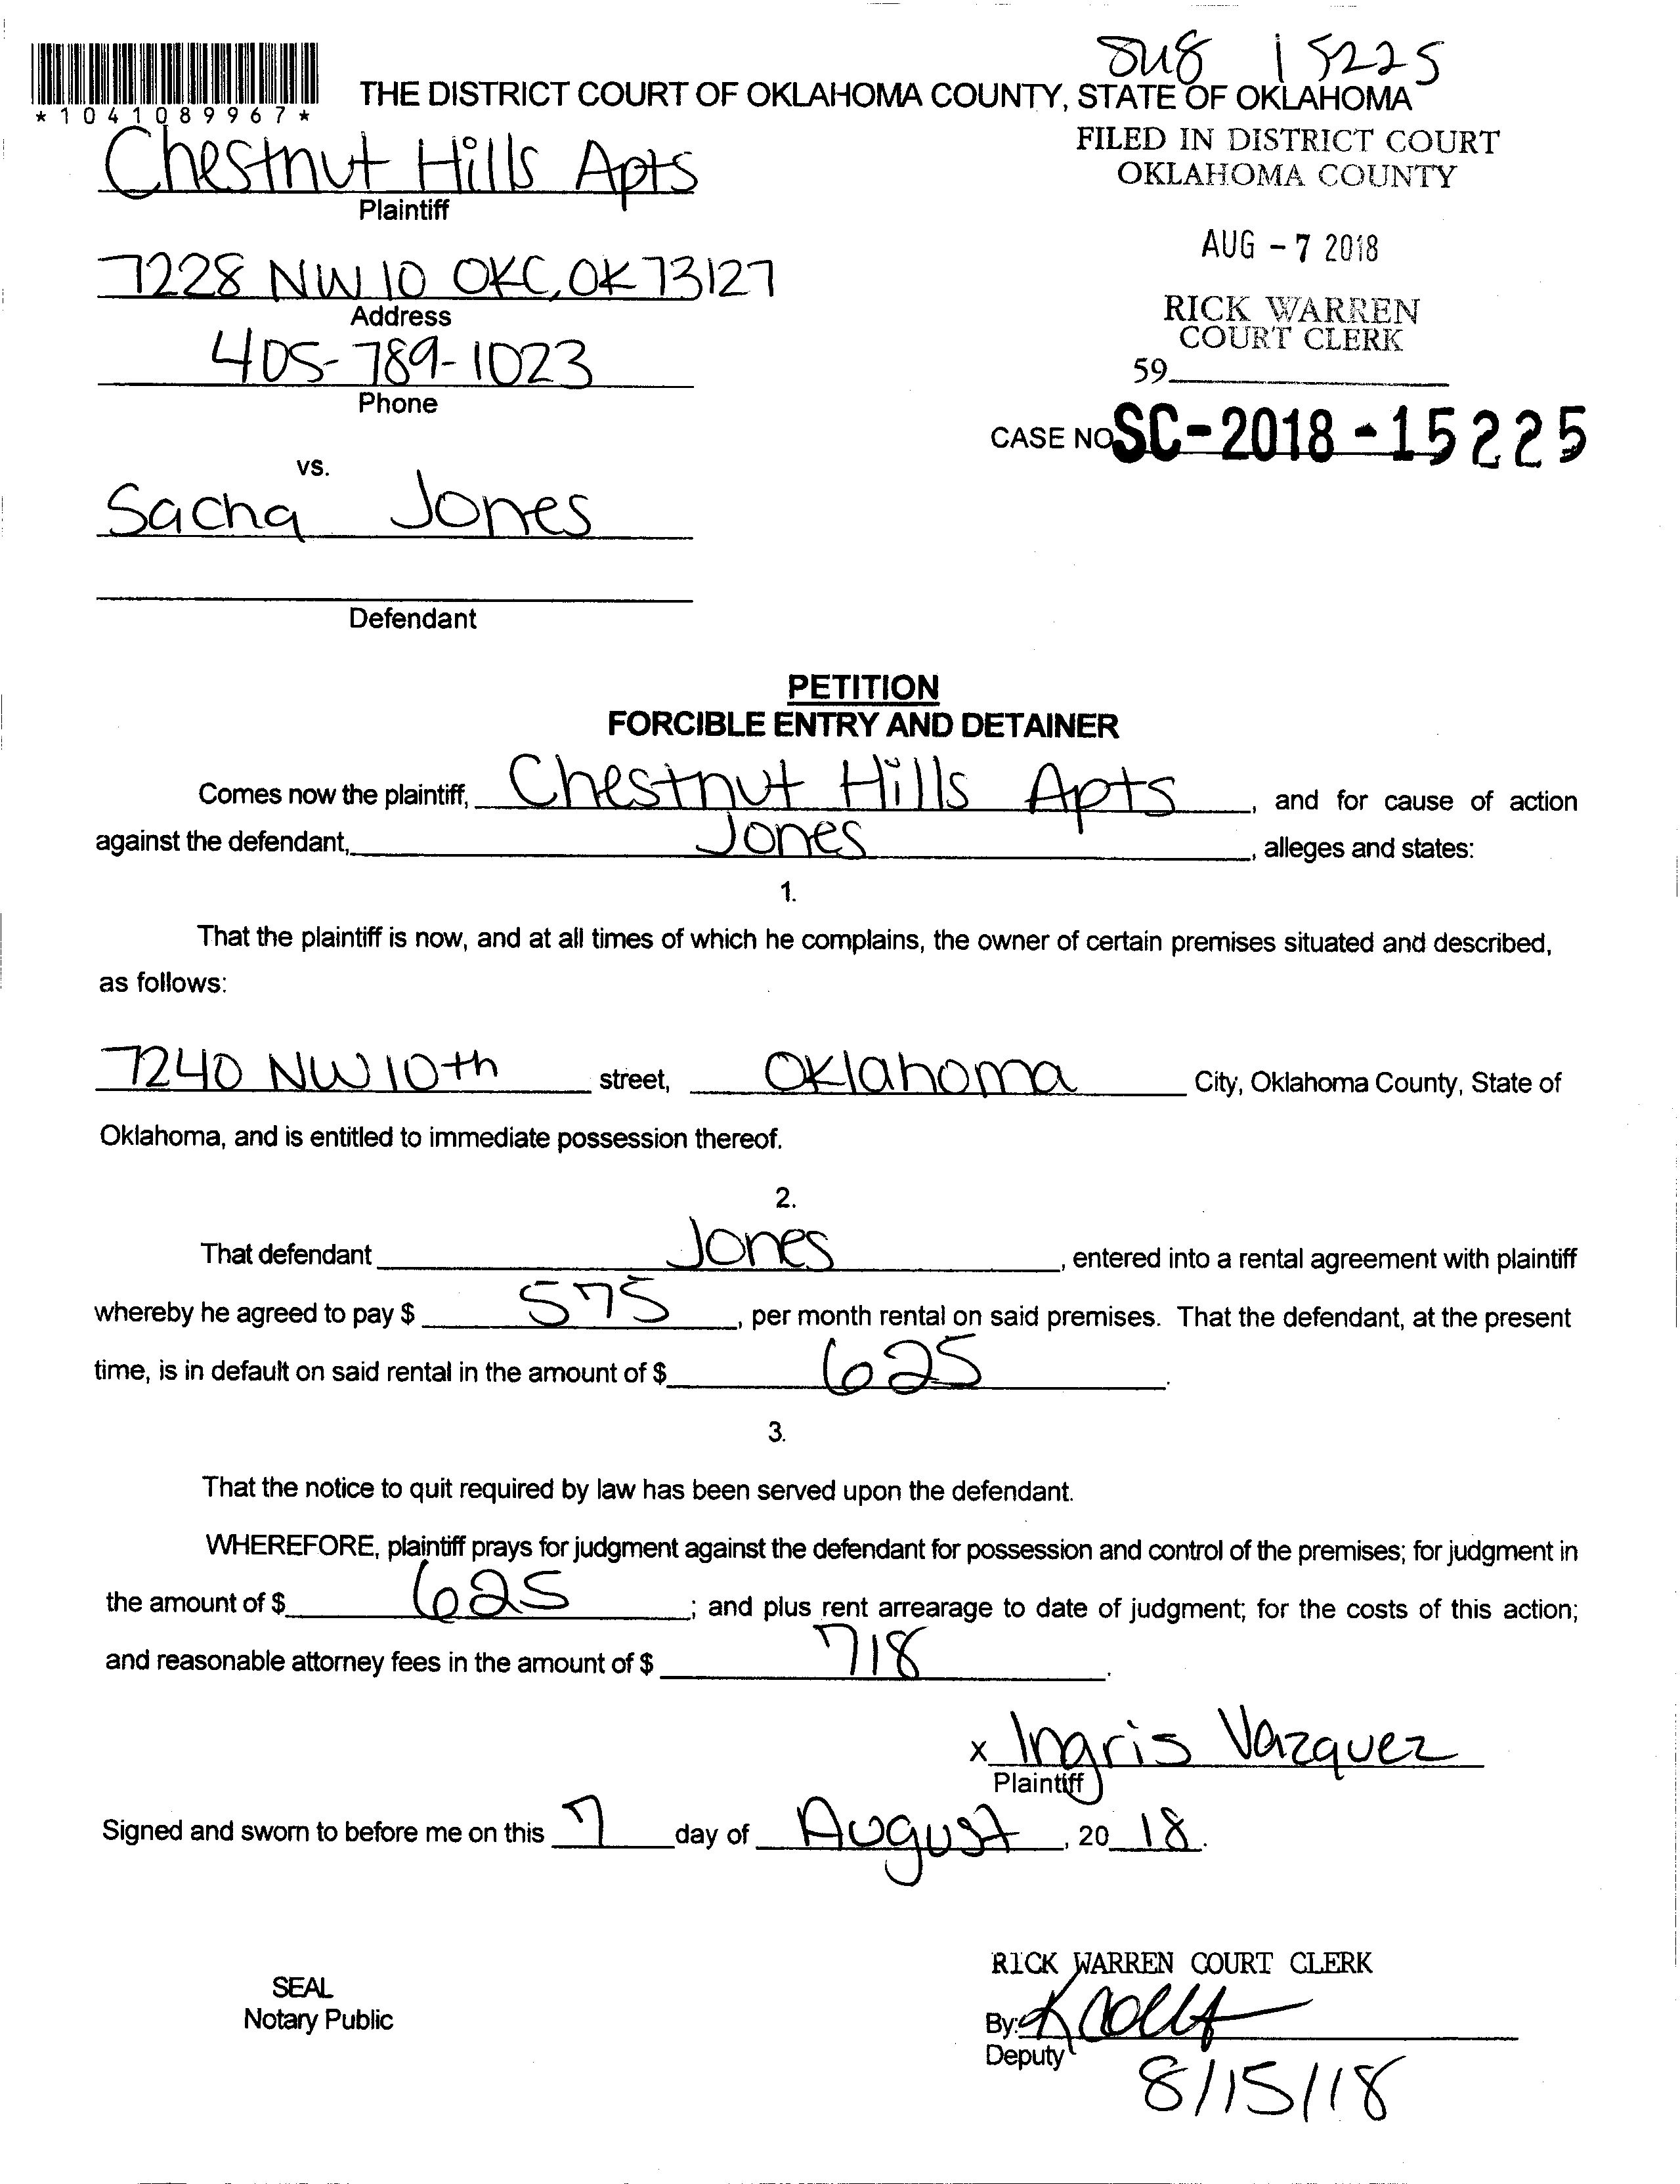 SM8 15225
*1041089967*
THE DISTRICT COURT OF OKLAHOMA COUNTY, STATE OF OKLAHOMA
FILED IN DISTRICT COURT
OKLAHOMA COUNTY
Chestnut Hills Apts
Plaintiff
AUG - 7 2018
7228 NW 10 OKC, OK 73127
Address
RICK WARREN
COURT CLERK
405-789-1023
Phone
59
CASE NO SC-2018-15225
vs.
Sacha Jones
Defendant
PETITION
FORCIBLE ENTRY AND DETAINER
Comes now the plaintiff, Chestnut Hills Apts, and for cause of action
against the defendant, Jones, alleges and states:
1.
That the plaintiff is now, and at all times of which he complains, the owner of certain premises situated and described,
as follows:
7240 NW 10th street, Oklahoma City, Oklahoma County, State of
Oklahoma, and is entitled to immediate possession thereof.
2.
That defendant Jones, entered into a rental agreement with plaintiff
whereby he agreed to pay $ 575, per month rental on said premises. That the defendant, at the present
time, is in default on said rental in the amount of $ 625.
3.
That the notice to quit required by law has been served upon the defendant.
WHEREFORE, plaintiff prays for judgment against the defendant for possession and control of the premises; for judgment in
the amount of $ 625; and plus rent arrearage to date of judgment; for the costs of this action;
and reasonable attorney fees in the amount of $ 718.
x Ingris Vazquez
Plaintiff
Signed and sworn to before me on this 7 day of August, 20 18.
RICK WARREN COURT CLERK
SEAL
Notary Public
By:
Deputy
8/15/18